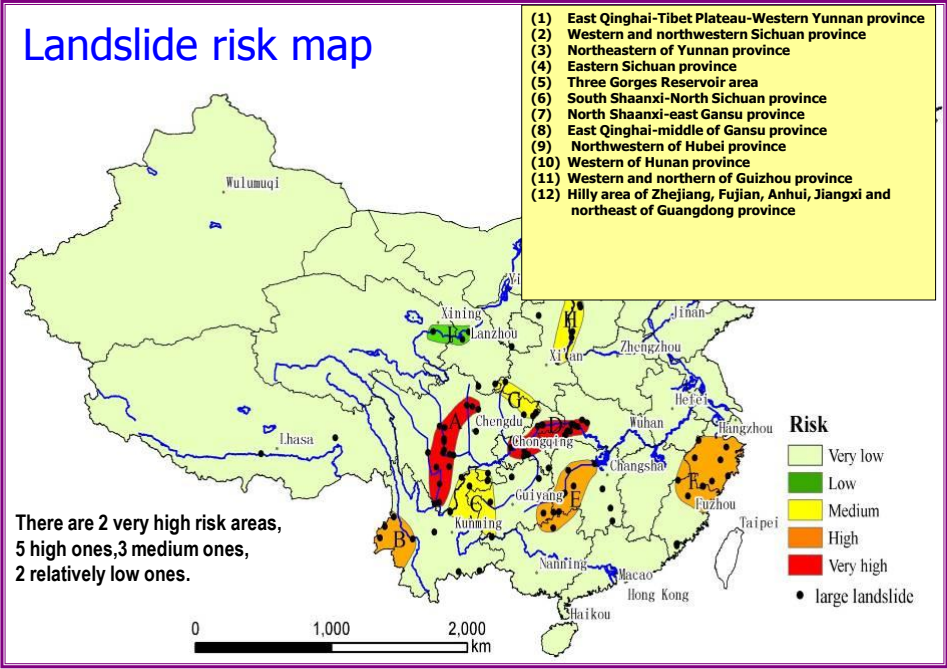 Landslide risk map
(1) East Qinghai-Tibet Plateau-Western Yunnan province
(2) Western and northwestern Sichuan province
(3) Northeastern of Yunnan province
(4) Eastern Sichuan province
(5) Three Gorges Reservoir area
(6) South Shaanxi-North Sichuan province
(7) North Shaanxi-east Gansu province
(8) East Qinghai-middle of Gansu province
(9) Northwestern of Hubei province
(10) Western of Hunan province
(11) Western and northern of Guizhou province
(12) Hilly area of Zhejiang, Fujian, Anhui, Jiangxi and
northeast of Guangdong province
Wulumuqi
Yi
Xining
Lanzhou
H
Jinan
Xi'an
Zhengzhou
G
Hefei
A
Chengdu
D
Wuhan
Hangzhou
Chongqing
Lhasa
Changsha
F
C
Guiyang
E
Fuzhou
Kunming
B
Taipei
Nanning
Macao
Hong Kong
Haikou
Risk
Very low
Low
Medium
High
Very high
large landslide
There are 2 very high risk areas,
5 high ones,3 medium ones,
2 relatively low ones.
0 1,000 2,000
km